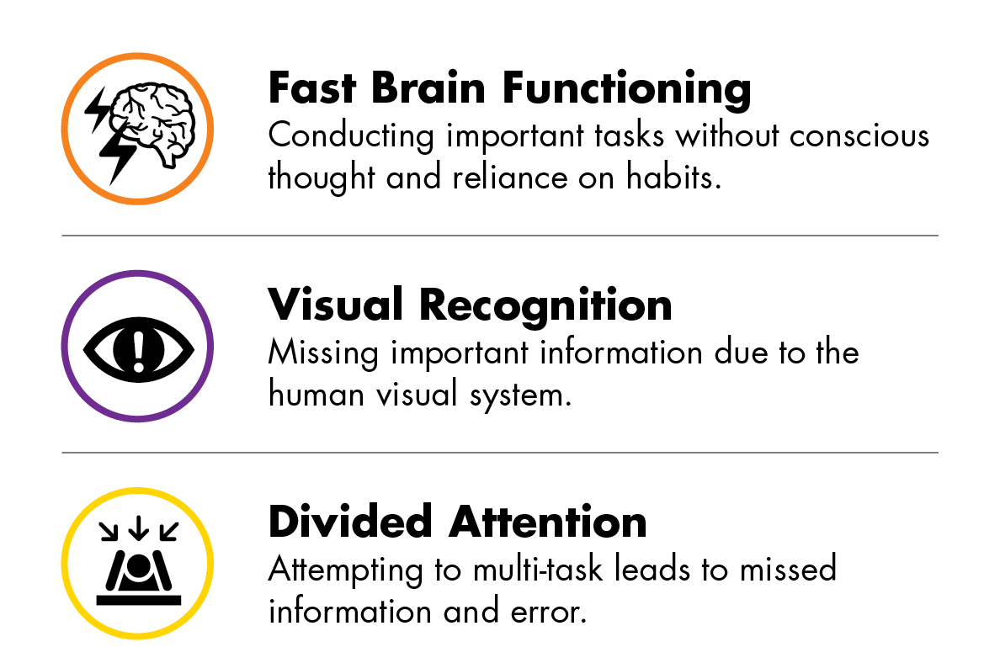 Fast Brain Functioning
Conducting important tasks without conscious
thought and reliance on habits.
Visual Recognition
Missing important information due to the
human visual system.
Divided Attention
Attempting to multi-task leads to missed
information and error.